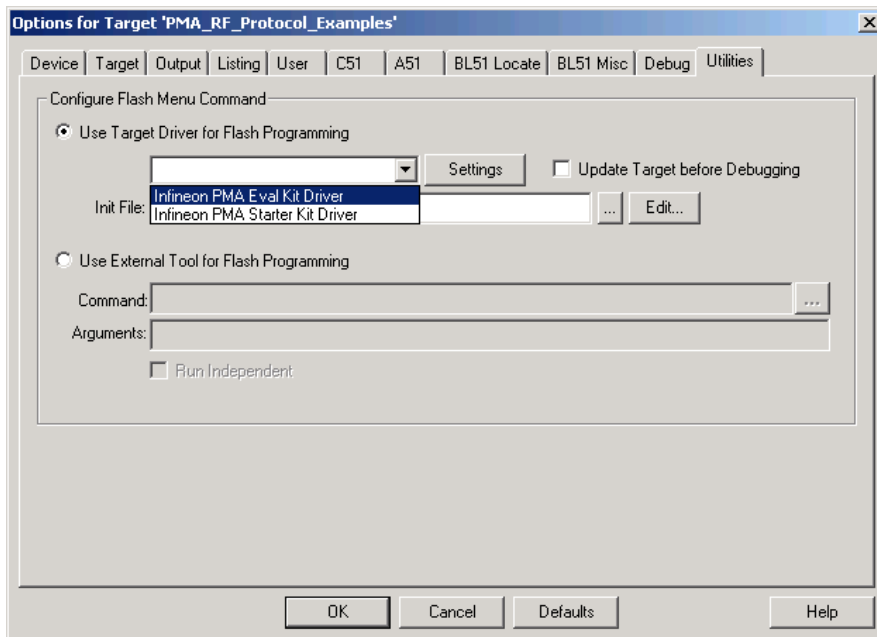 Options for Target 'PMA_RF_Protocol_Examples'
Device Target Output Listing User C51 A51 BL51 Locate BL51 Misc Debug Utilities
Configure Flash Menu Command
Use Target Driver for Flash Programming
Settings Update Target before Debugging
Infineon PMA Eval Kit Driver
Init File: Infineon PMA Starter Kit Driver ... Edit...
Use External Tool for Flash Programming
Command: ...
Arguments:
Run Independent
OK Cancel Defaults Help